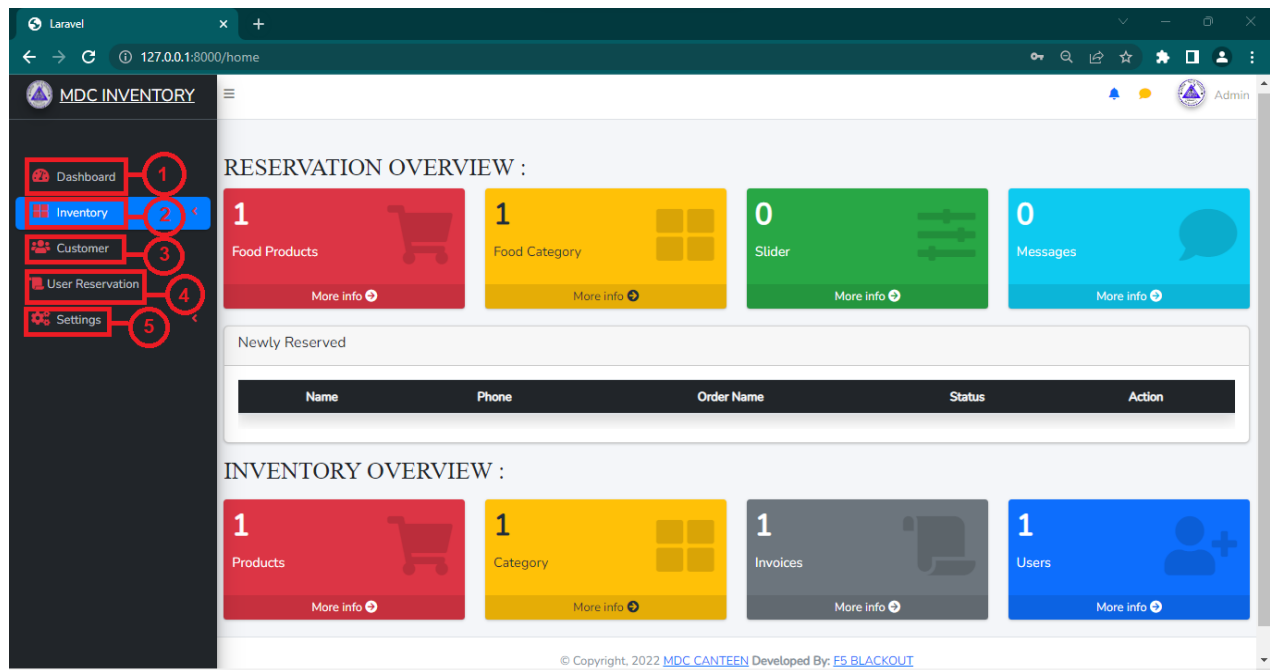 Laravel
127.0.0.1:8000/home
MDC INVENTORY
Admin
Dashboard 1
Inventory 2
Customer 3
User Reservation 4
Settings 5
RESERVATION OVERVIEW :
1 1 0 0
Food Products Food Category Slider Messages
More info More info More info More info
Newly Reserved
Name Phone Order Name Status Action
INVENTORY OVERVIEW :
1 1 1 1
Products Category Invoices Users
More info More info More info More info
© Copyright, 2022 MDC CANTEEN Developed By: F5 BLACKOUT